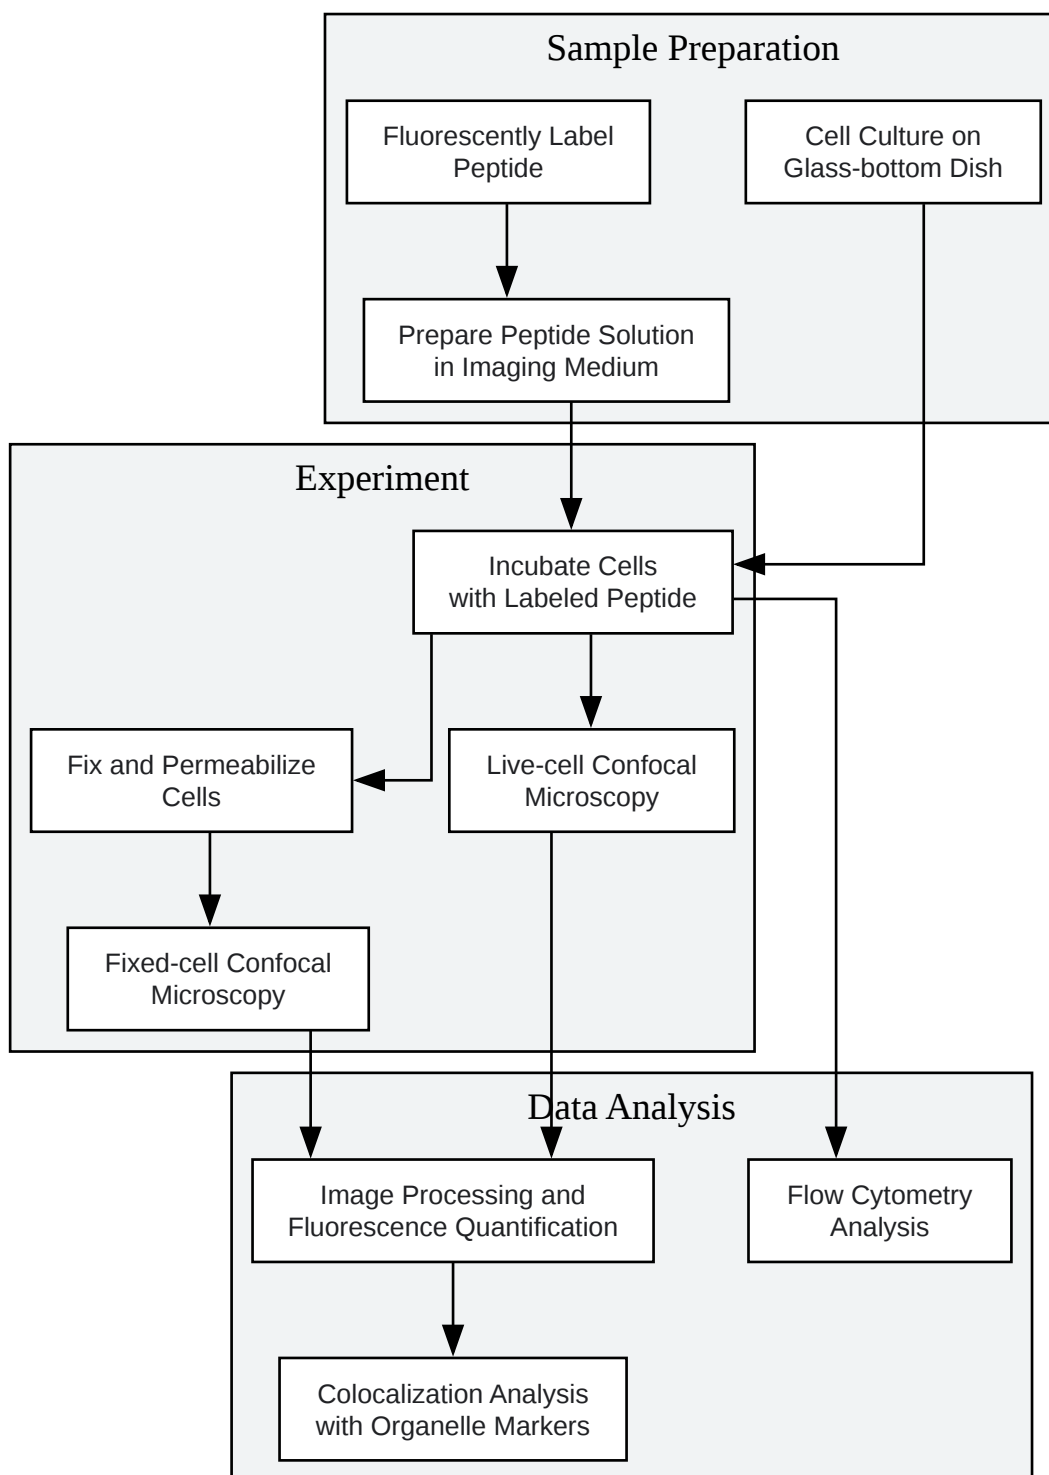 Sample Preparation
Fluorescently Label
Peptide
Cell Culture on
Glass-bottom Dish
Prepare Peptide Solution
in Imaging Medium
Experiment
Incubate Cells
with Labeled Peptide
Fix and Permeabilize
Cells
Live-cell Confocal
Microscopy
Fixed-cell Confocal
Microscopy
Data Analysis
Image Processing and
Fluorescence Quantification
Flow Cytometry
Analysis
Colocalization Analysis
with Organelle Markers